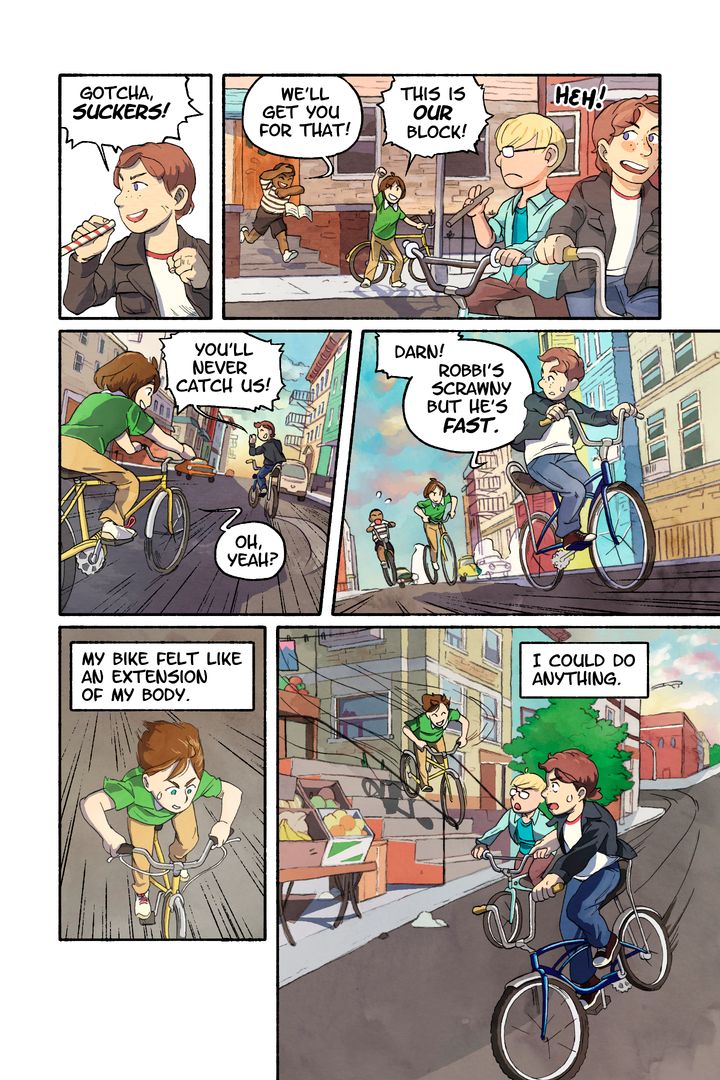 GOTCHA,
SUCKERS!
WE'LL
GET YOU
FOR THAT!
THIS IS
OUR
BLOCK!
HEH!
YOU'LL
NEVER
CATCH US!
OH,
YEAH?
DARN!
ROBBI'S
SCRAWNY
BUT HE'S
FAST.
MY BIKE FELT LIKE
AN EXTENSION
OF MY BODY.
I COULD DO
ANYTHING.